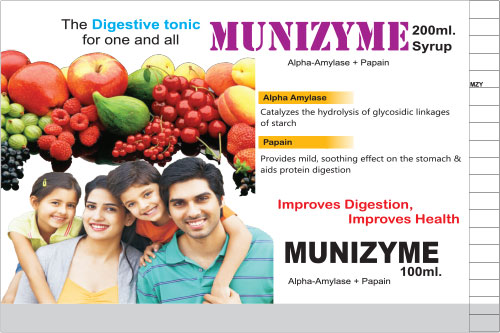 The Digestive tonic
for one and all
MUNIZYME 200ml.
Syrup
Alpha-Amylase + Papain
MZY
Alpha Amylase
Catalyzes the hydrolysis of glycosidic linkages
of starch
Papain
Provides mild, soothing effect on the stomach &
aids protein digestion
Improves Digestion,
Improves Health
MUNIZYME
100ml.
Alpha-Amylase + Papain